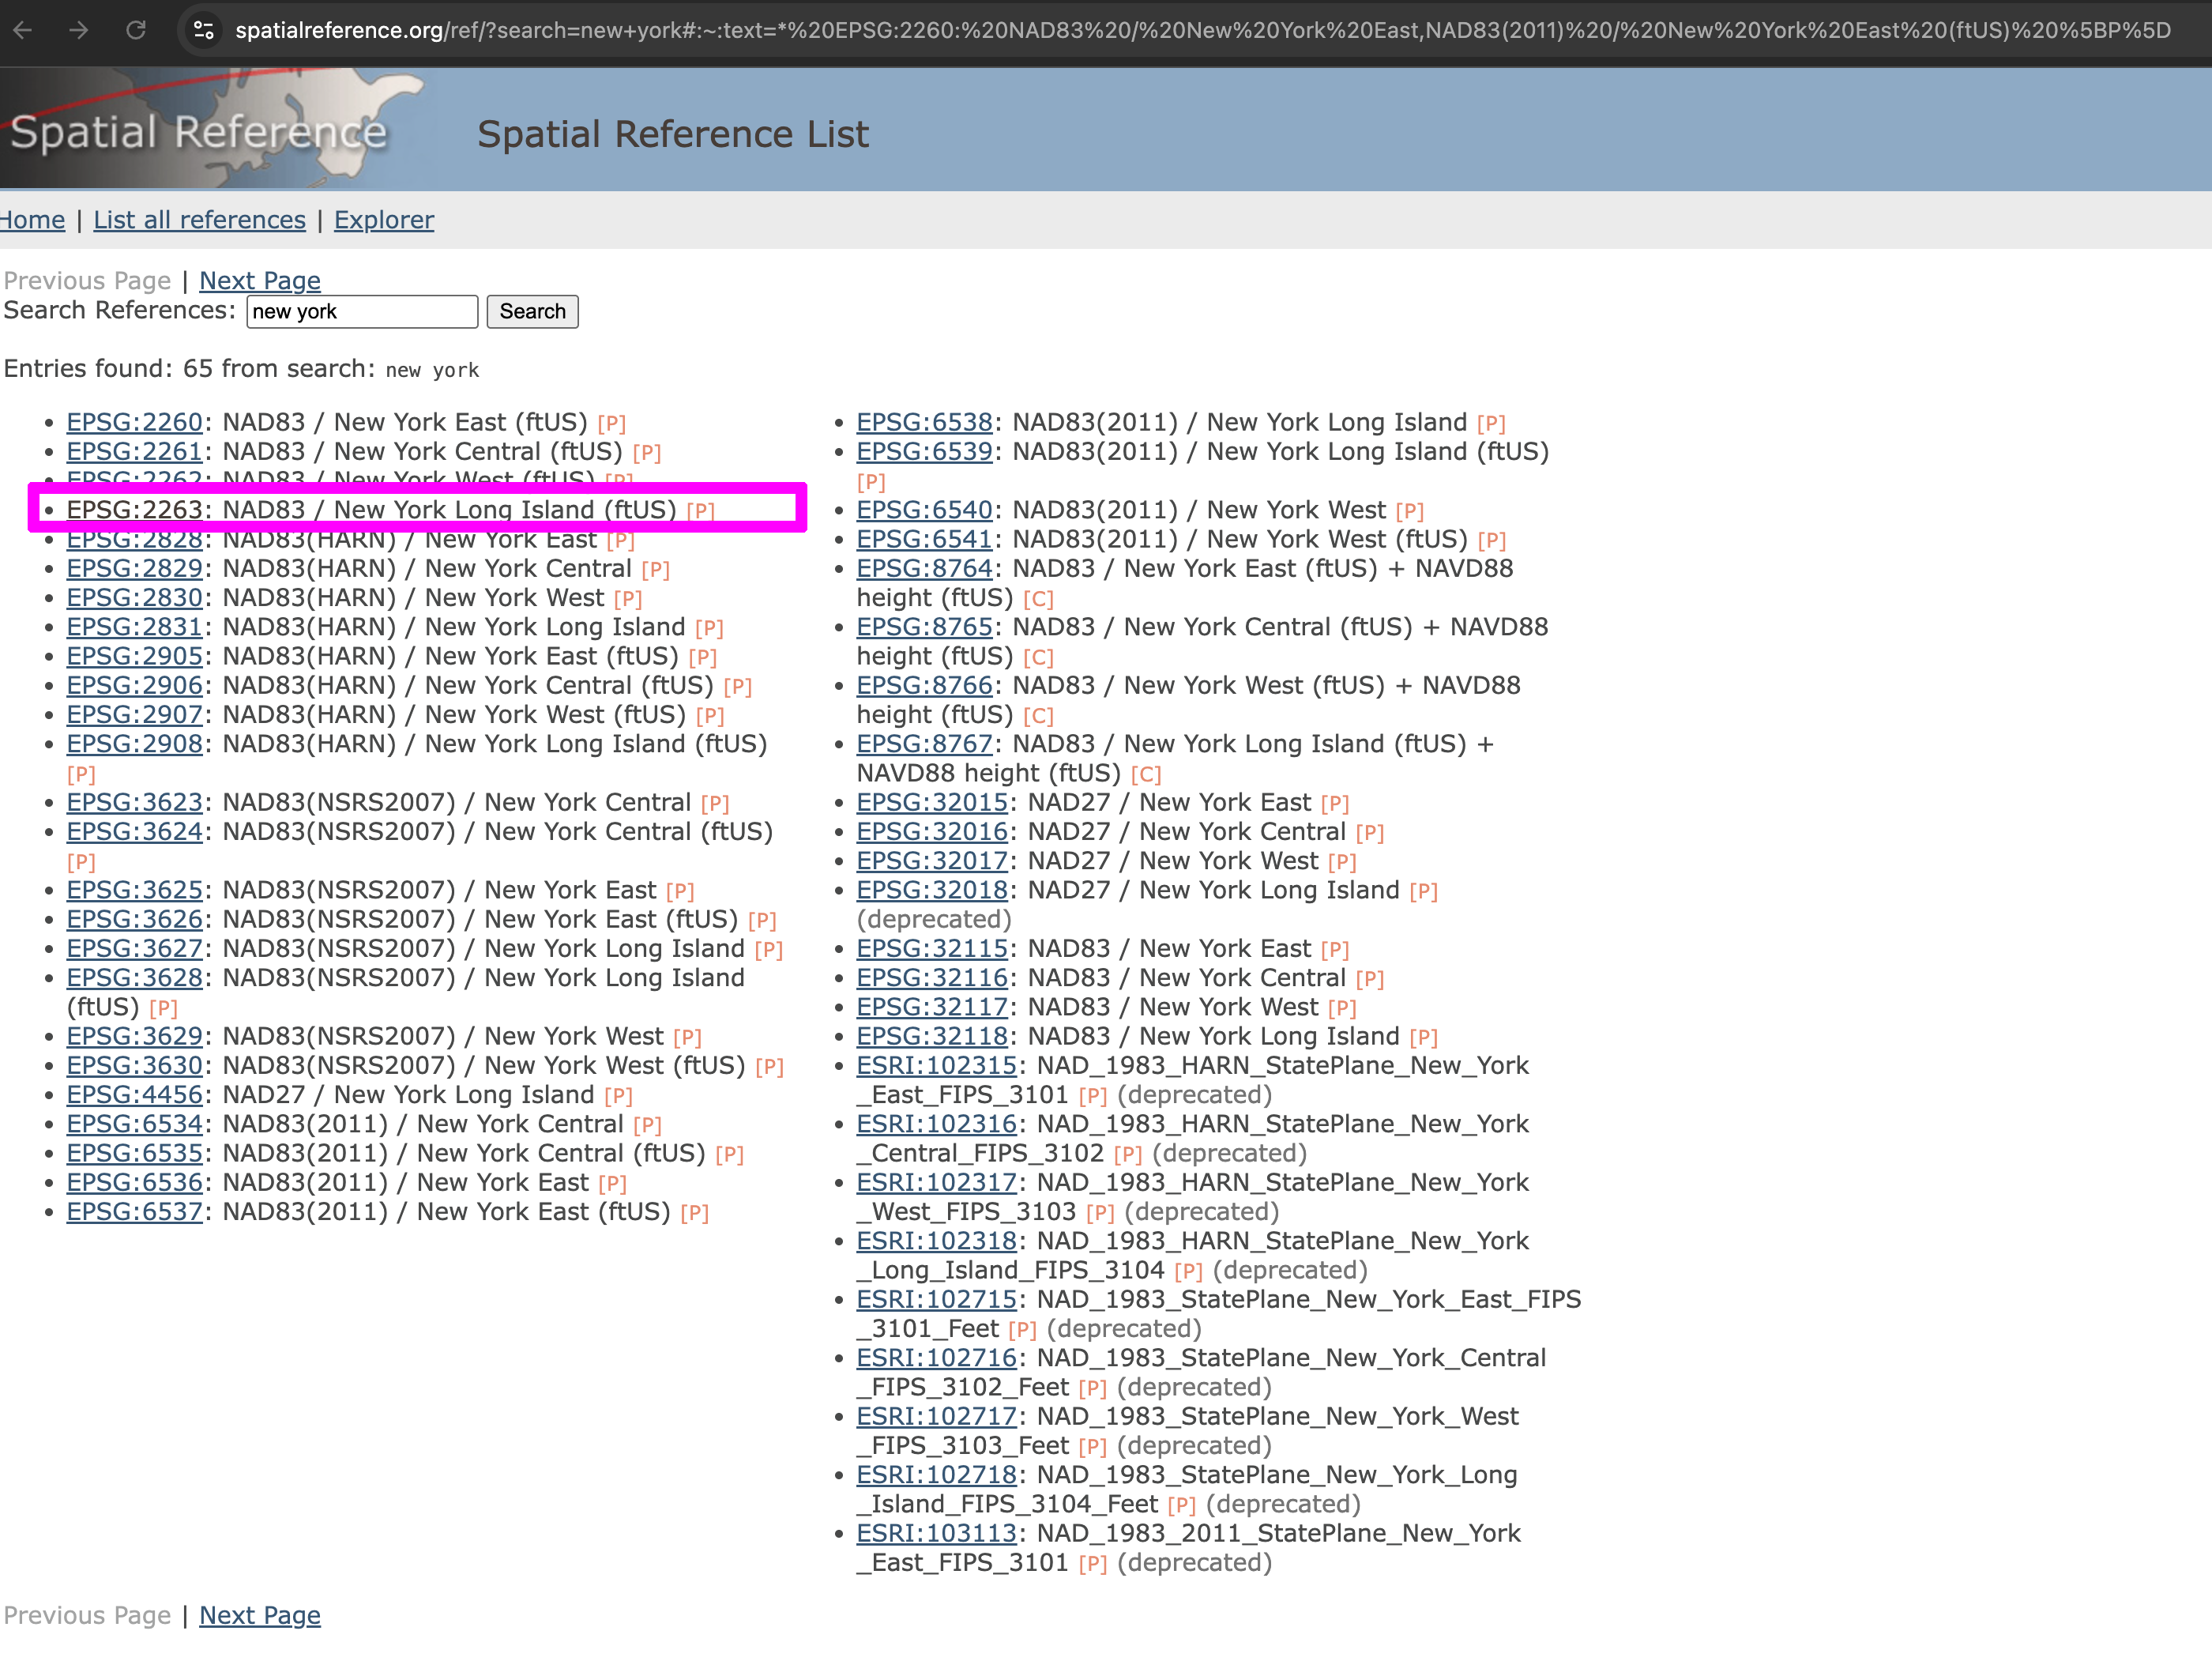 spatialreference.org/ref/?search=new+york#:~:text=*%20EPSG:2260:%20NAD83%20/%20New%20York%20East,NAD83(2011)%20/%20New%20York%20East%20(ftUS)%20%5BP%5D
Spatial Reference
Spatial Reference List
Home | List all references | Explorer
Previous Page | Next Page
Search References: new york Search
Entries found: 65 from search: new york
• EPSG:2260: NAD83 / New York East (ftUS) [P]
• EPSG:2261: NAD83 / New York Central (ftUS) [P]
• EPSG:2262: NAD83 / New York West (ftUS) [P]
• EPSG:2263: NAD83 / New York Long Island (ftUS) [P]
• EPSG:2828: NAD83(HARN) / New York East [P]
• EPSG:2829: NAD83(HARN) / New York Central [P]
• EPSG:2830: NAD83(HARN) / New York West [P]
• EPSG:2831: NAD83(HARN) / New York Long Island [P]
• EPSG:2905: NAD83(HARN) / New York East (ftUS) [P]
• EPSG:2906: NAD83(HARN) / New York Central (ftUS) [P]
• EPSG:2907: NAD83(HARN) / New York West (ftUS) [P]
• EPSG:2908: NAD83(HARN) / New York Long Island (ftUS)
[P]
• EPSG:3623: NAD83(NSRS2007) / New York Central [P]
• EPSG:3624: NAD83(NSRS2007) / New York Central (ftUS)
[P]
• EPSG:3625: NAD83(NSRS2007) / New York East [P]
• EPSG:3626: NAD83(NSRS2007) / New York East (ftUS) [P]
• EPSG:3627: NAD83(NSRS2007) / New York Long Island [P]
• EPSG:3628: NAD83(NSRS2007) / New York Long Island
(ftUS) [P]
• EPSG:3629: NAD83(NSRS2007) / New York West [P]
• EPSG:3630: NAD83(NSRS2007) / New York West (ftUS) [P]
• EPSG:4456: NAD27 / New York Long Island [P]
• EPSG:6534: NAD83(2011) / New York Central [P]
• EPSG:6535: NAD83(2011) / New York Central (ftUS) [P]
• EPSG:6536: NAD83(2011) / New York East [P]
• EPSG:6537: NAD83(2011) / New York East (ftUS) [P]
• EPSG:6538: NAD83(2011) / New York Long Island [P]
• EPSG:6539: NAD83(2011) / New York Long Island (ftUS)
[P]
• EPSG:6540: NAD83(2011) / New York West [P]
• EPSG:6541: NAD83(2011) / New York West (ftUS) [P]
• EPSG:8764: NAD83 / New York East (ftUS) + NAVD88
height (ftUS) [C]
• EPSG:8765: NAD83 / New York Central (ftUS) + NAVD88
height (ftUS) [C]
• EPSG:8766: NAD83 / New York West (ftUS) + NAVD88
height (ftUS) [C]
• EPSG:8767: NAD83 / New York Long Island (ftUS) +
NAVD88 height (ftUS) [C]
• EPSG:32015: NAD27 / New York East [P]
• EPSG:32016: NAD27 / New York Central [P]
• EPSG:32017: NAD27 / New York West [P]
• EPSG:32018: NAD27 / New York Long Island [P]
(deprecated)
• EPSG:32115: NAD83 / New York East [P]
• EPSG:32116: NAD83 / New York Central [P]
• EPSG:32117: NAD83 / New York West [P]
• EPSG:32118: NAD83 / New York Long Island [P]
• ESRI:102315: NAD_1983_HARN_StatePlane_New_York
_East_FIPS_3101 [P] (deprecated)
• ESRI:102316: NAD_1983_HARN_StatePlane_New_York
_Central_FIPS_3102 [P] (deprecated)
• ESRI:102317: NAD_1983_HARN_StatePlane_New_York
_West_FIPS_3103 [P] (deprecated)
• ESRI:102318: NAD_1983_HARN_StatePlane_New_York
_Long_Island_FIPS_3104 [P] (deprecated)
• ESRI:102715: NAD_1983_StatePlane_New_York_East_FIPS
_3101_Feet [P] (deprecated)
• ESRI:102716: NAD_1983_StatePlane_New_York_Central
_FIPS_3102_Feet [P] (deprecated)
• ESRI:102717: NAD_1983_StatePlane_New_York_West
_FIPS_3103_Feet [P] (deprecated)
• ESRI:102718: NAD_1983_StatePlane_New_York_Long
_Island_FIPS_3104_Feet [P] (deprecated)
• ESRI:103113: NAD_1983_2011_StatePlane_New_York
_East_FIPS_3101 [P] (deprecated)
Previous Page | Next Page